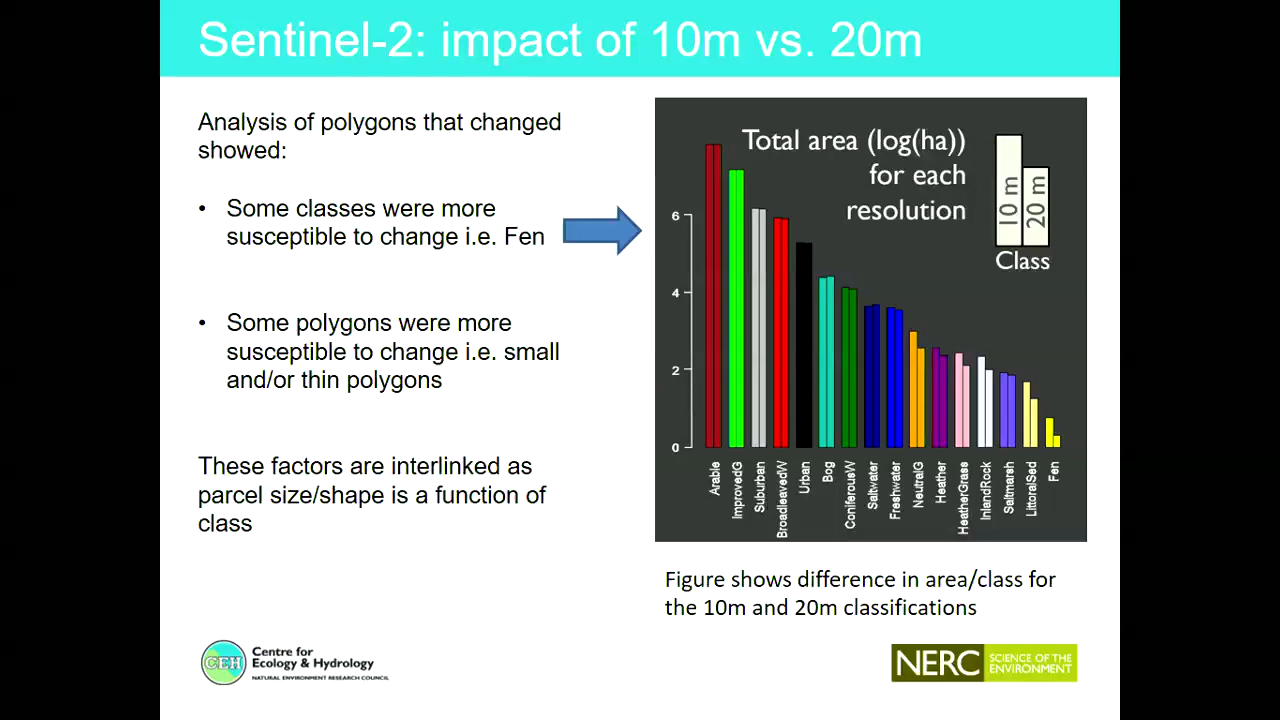 Sentinel-2: impact of 10m vs. 20m
Analysis of polygons that changed
showed:
• Some classes were more
susceptible to change i.e. Fen
• Some polygons were more
susceptible to change i.e. small
and/or thin polygons
These factors are interlinked as
parcel size/shape is a function of
class
Total area (log(ha))
for each
resolution
10 m
20 m
Class
6
4
2
0
Arable
ImprovedG
Suburban
BroadleavedW
Urban
Bog
ConiferousW
Saltwater
Freshwater
NeutralG
Heather
HeatherGrass
InlandRock
Saltmarsh
LittoralSed
Fen
Figure shows difference in area/class for
the 10m and 20m classifications
CEH
Centre for
Ecology & Hydrology
NATURAL ENVIRONMENT RESEARCH COUNCIL
NERC
SCIENCE OF THE
ENVIRONMENT